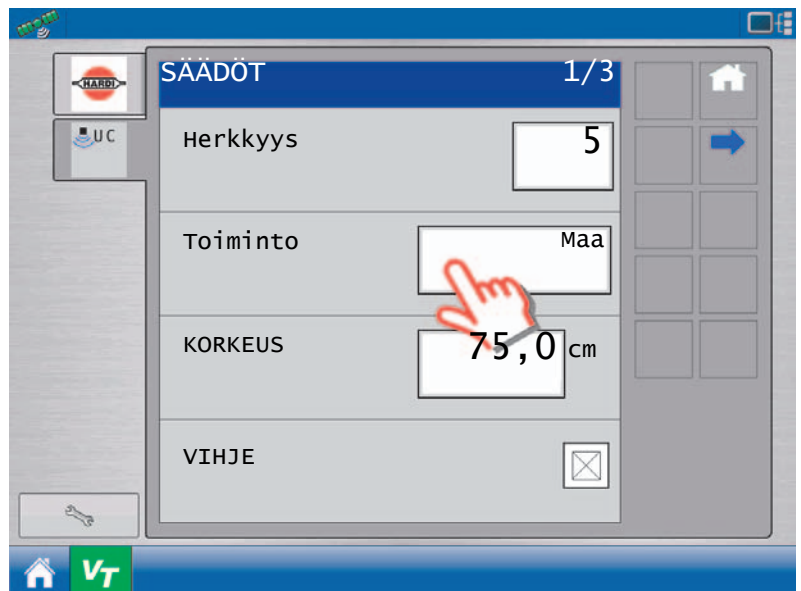 HARDI
SÄÄDÖT 1/3
UC
Herkkyys 5
Toiminto Maa
KORKEUS 75,0 cm
VIHJE
VT